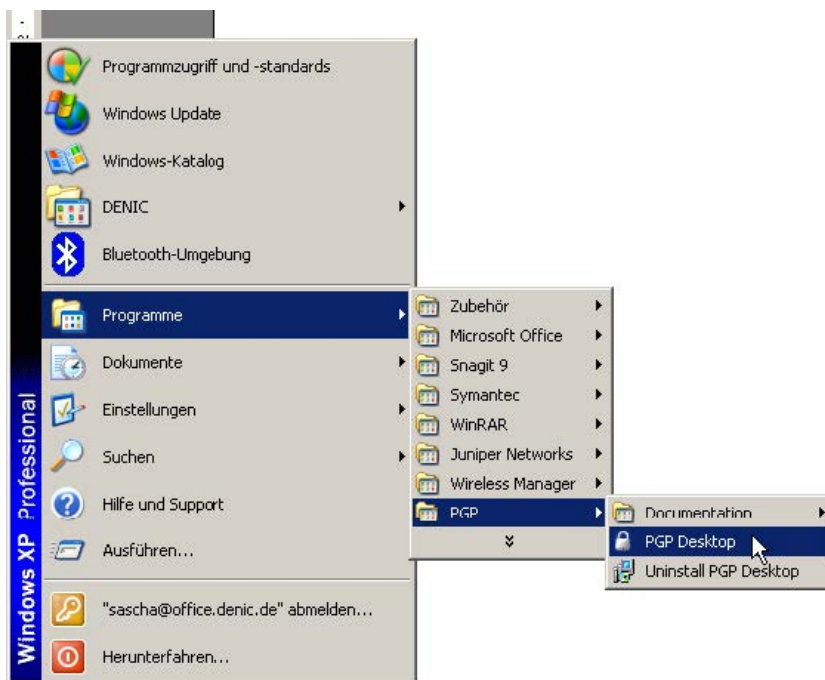 Programmzugriff und -standards
Windows Update
Windows-Katalog
DENIC
Bluetooth-Umgebung
Programme
Dokumente
Einstellungen
Suchen
Hilfe und Support
Ausführen...
"sascha@office.denic.de" abmelden...
Herunterfahren...
Windows XP Professional
Zubehör
Microsoft Office
Snagit 9
Symantec
WinRAR
Juniper Networks
Wireless Manager
PGP
Documentation
PGP Desktop
Uninstall PGP Desktop